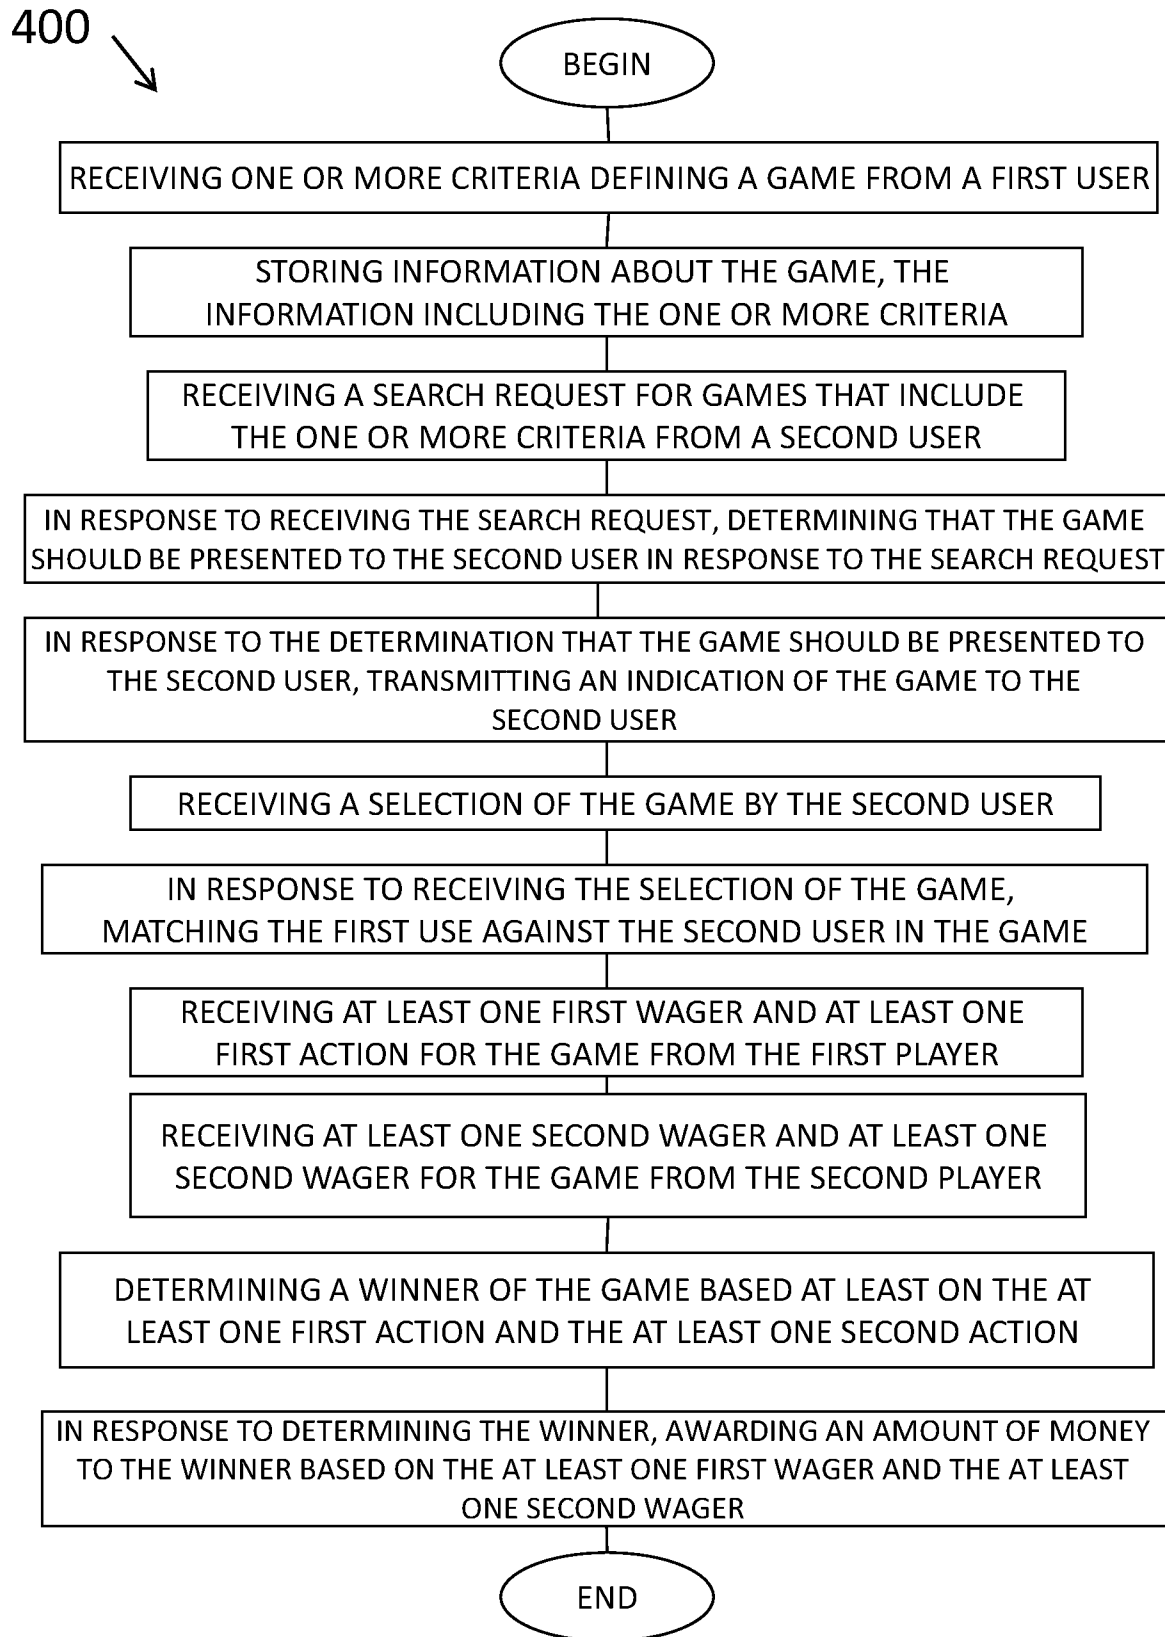 400
BEGIN
RECEIVING ONE OR MORE CRITERIA DEFINING A GAME FROM A FIRST USER
STORING INFORMATION ABOUT THE GAME, THE
INFORMATION INCLUDING THE ONE OR MORE CRITERIA
RECEIVING A SEARCH REQUEST FOR GAMES THAT INCLUDE
THE ONE OR MORE CRITERIA FROM A SECOND USER
IN RESPONSE TO RECEIVING THE SEARCH REQUEST, DETERMINING THAT THE GAME
SHOULD BE PRESENTED TO THE SECOND USER IN RESPONSE TO THE SEARCH REQUEST
IN RESPONSE TO THE DETERMINATION THAT THE GAME SHOULD BE PRESENTED TO
THE SECOND USER, TRANSMITTING AN INDICATION OF THE GAME TO THE
SECOND USER
RECEIVING A SELECTION OF THE GAME BY THE SECOND USER
IN RESPONSE TO RECEIVING THE SELECTION OF THE GAME,
MATCHING THE FIRST USE AGAINST THE SECOND USER IN THE GAME
RECEIVING AT LEAST ONE FIRST WAGER AND AT LEAST ONE
FIRST ACTION FOR THE GAME FROM THE FIRST PLAYER
RECEIVING AT LEAST ONE SECOND WAGER AND AT LEAST ONE
SECOND WAGER FOR THE GAME FROM THE SECOND PLAYER
DETERMINING A WINNER OF THE GAME BASED AT LEAST ON THE AT
LEAST ONE FIRST ACTION AND THE AT LEAST ONE SECOND ACTION
IN RESPONSE TO DETERMINING THE WINNER, AWARDING AN AMOUNT OF MONEY
TO THE WINNER BASED ON THE AT LEAST ONE FIRST WAGER AND THE AT LEAST
ONE SECOND WAGER
END